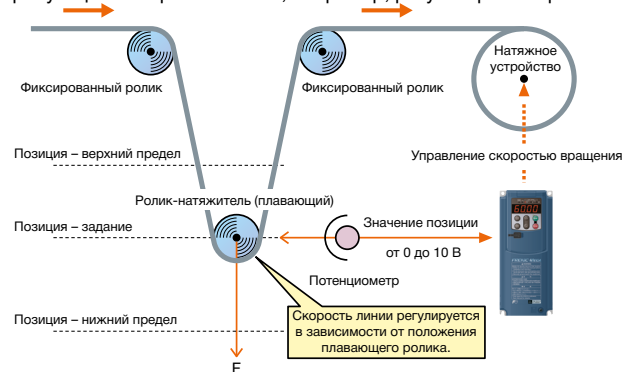 Натяжное
устройство
Фиксированный ролик
Фиксированный ролик
Позиция – верхний предел
Управление скоростью вращения
Ролик-натяжитель (плавающий)
Позиция – задание
Значение позиции
от 0 до 10 В
Потенциометр
Скорость линии регулируется
в зависимости от положения
плавающего ролика.
Позиция – нижний предел
F